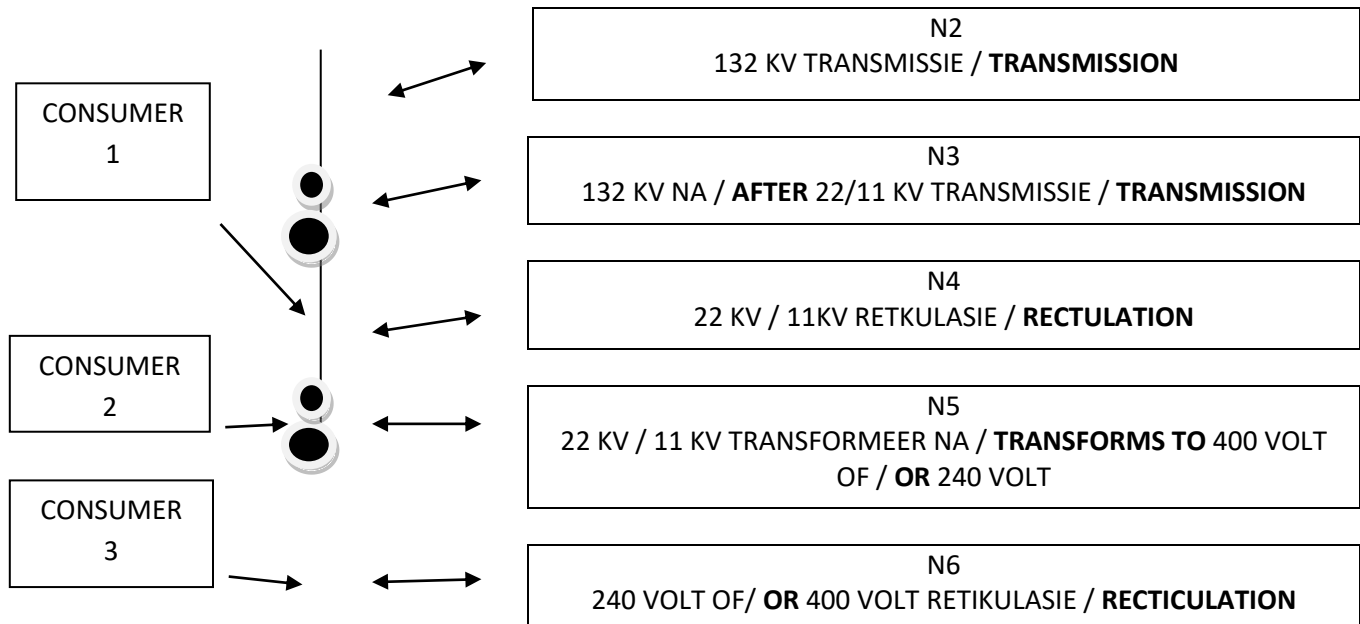 N2
132 KV TRANSMISSIE / TRANSMISSION
CONSUMER
1
N3
132 KV NA / AFTER 22/11 KV TRANSMISSIE / TRANSMISSION
N4
22 KV / 11KV RETKULASIE / RECTULATION
CONSUMER
2
N5
22 KV / 11 KV TRANSFORMEER NA / TRANSFORMS TO 400 VOLT
OF / OR 240 VOLT
CONSUMER
3
N6
240 VOLT OF/ OR 400 VOLT RETIKULASIE / RECTICULATION